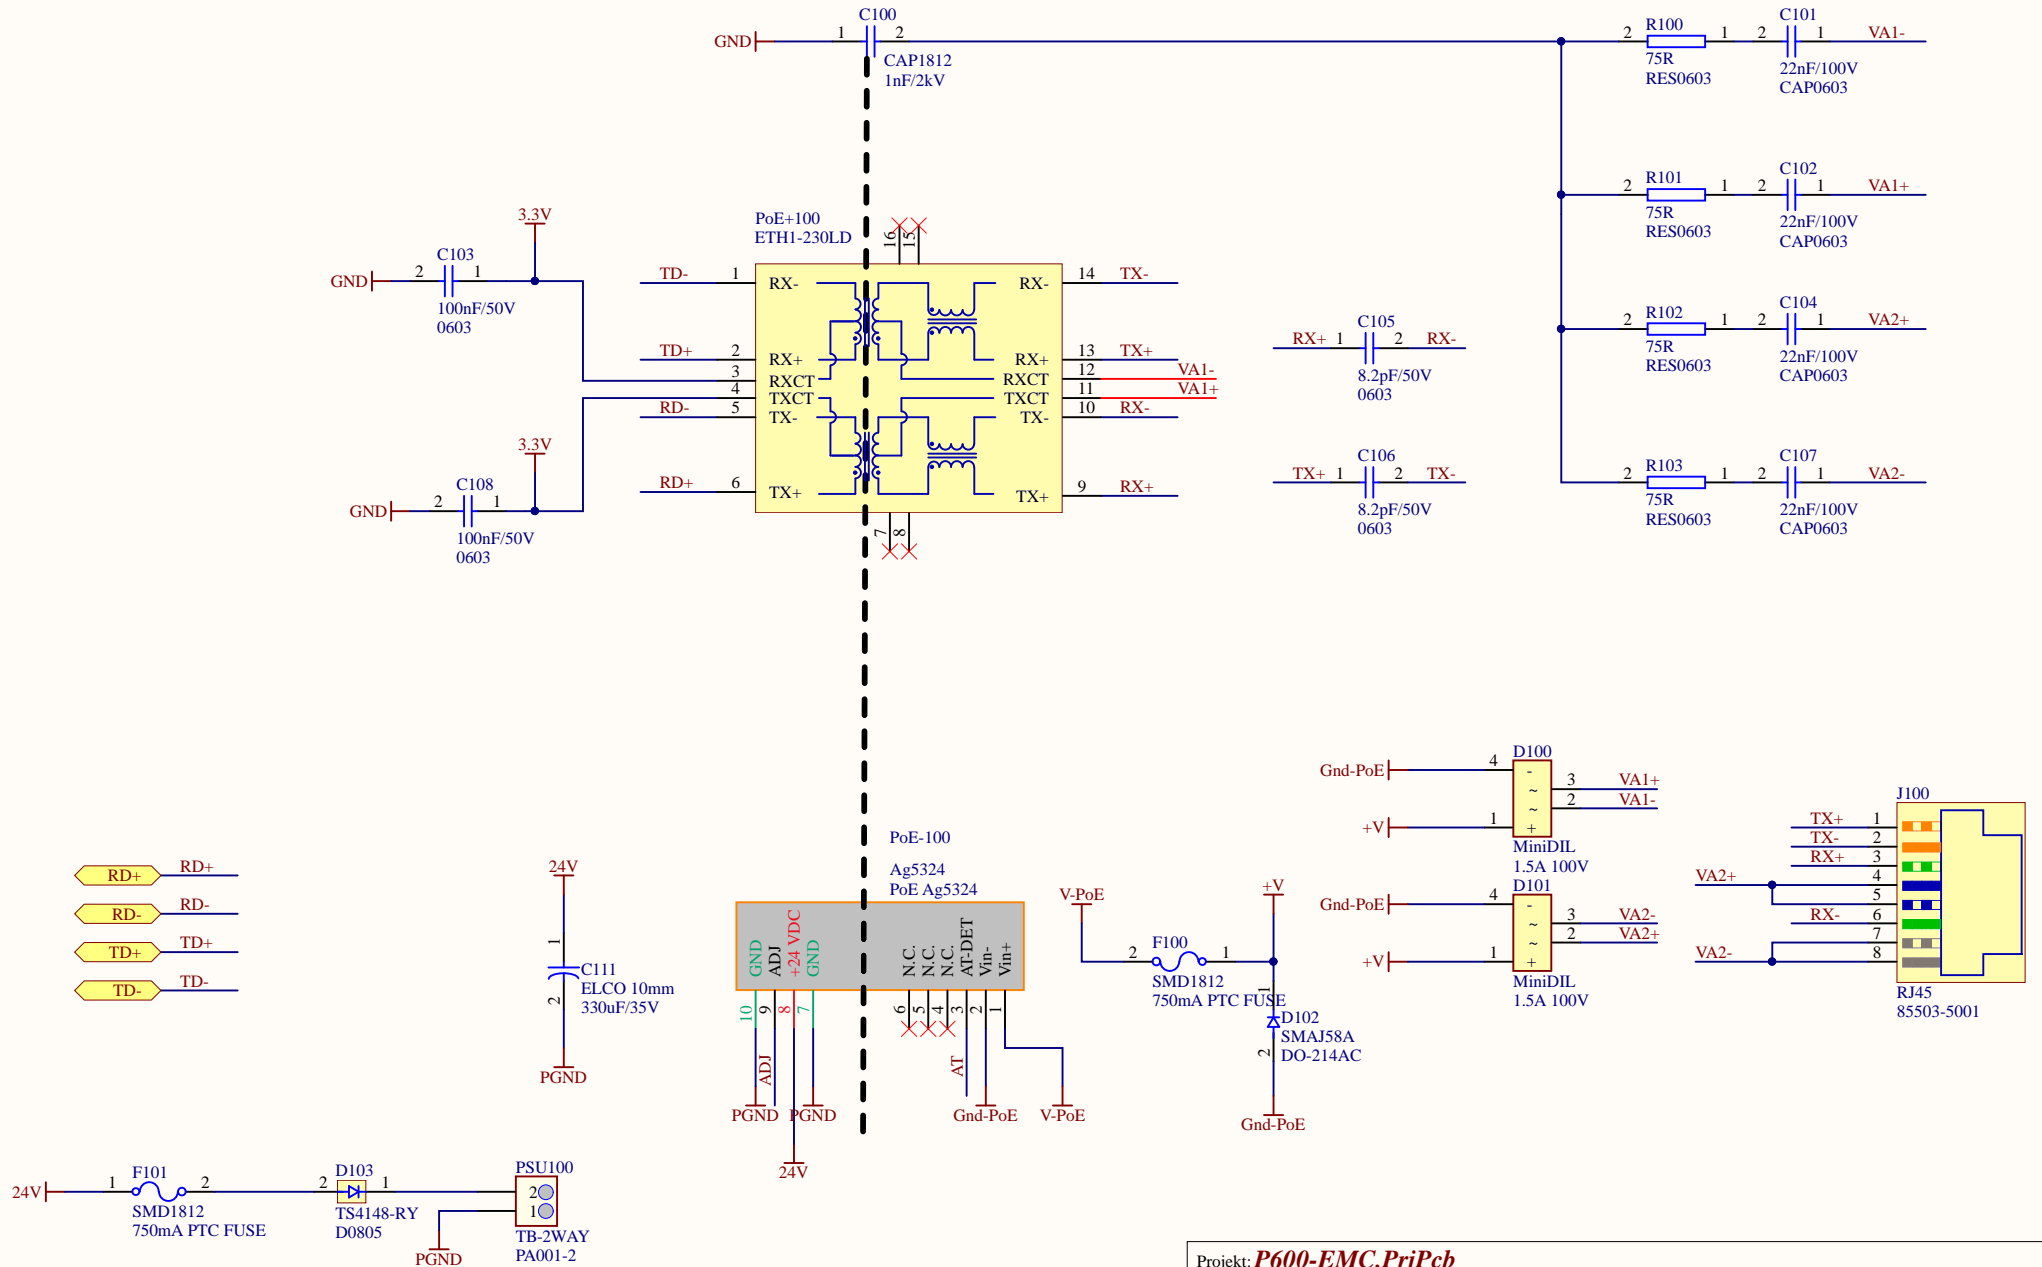 C100
GND 1 2
CAP1812
1nF/2kV
R100
2 1
75R
RES0603
C101
2 1 VA1-
22nF/100V
CAP0603
R101
2 1
75R
RES0603
C102
2 1 VA1+
22nF/100V
CAP0603
R102
2 1
75R
RES0603
C104
2 1 VA2+
22nF/100V
CAP0603
R103
2 1
75R
RES0603
C107
2 1 VA2-
22nF/100V
CAP0603
3.3V
C103
GND 2 1
100nF/50V
0603
3.3V
C108
GND 2 1
100nF/50V
0603
PoE+100
ETH1-230LD
16 15
TD- 1 RX- RX- 14 TX-
TD+ 2 RX+ RX+ 13 TX+
3 RXCT RXCT 12 VA1-
4 TXCT TXCT 11 VA1+
RD- 5 TX- 10 RX-
RD+ 6 TX+ TX+ 9 RX+
7 8
C105
RX+ 1 2 RX-
8.2pF/50V
0603
C106
TX+ 1 2 TX-
8.2pF/50V
0603
RD+ RD+
RD- RD-
TD+ TD+
TD- TD-
24V
1
C111
ELCO 10mm
330uF/35V
2
PGND
PoE-100
Ag5324
PoE Ag5324
GND ADJ +24 VDC GND N.C. N.C. N.C. AT-DET Vin- Vin+
10 9 8 7 6 5 4 3 2 1
ADJ AT
PGND PGND Gnd-PoE V-PoE
24V
V-PoE
+V
F100
2 1
SMD1812
750mA PTC FUSE
1
D102
SMAJ58A
DO-214AC
2
Gnd-PoE
D100
Gnd-PoE 4 -
~ 3 VA1+
~ 2 VA1-
+V 1 +
MiniDIL
1.5A 100V
D101
Gnd-PoE 4 -
~ 3 VA2-
~ 2 VA2+
+V 1 +
MiniDIL
1.5A 100V
J100
TX+ 1
TX- 2
RX+ 3
VA2+ 4
5
RX- 6
7
VA2- 8
RJ45
85503-5001
F101
24V 1 2
SMD1812
750mA PTC FUSE
D103
2 1
TS4148-RY
D0805
PSU100
2
1
TB-2WAY
PA001-2
PGND
Projekt: P600-EMC.PrjPcb